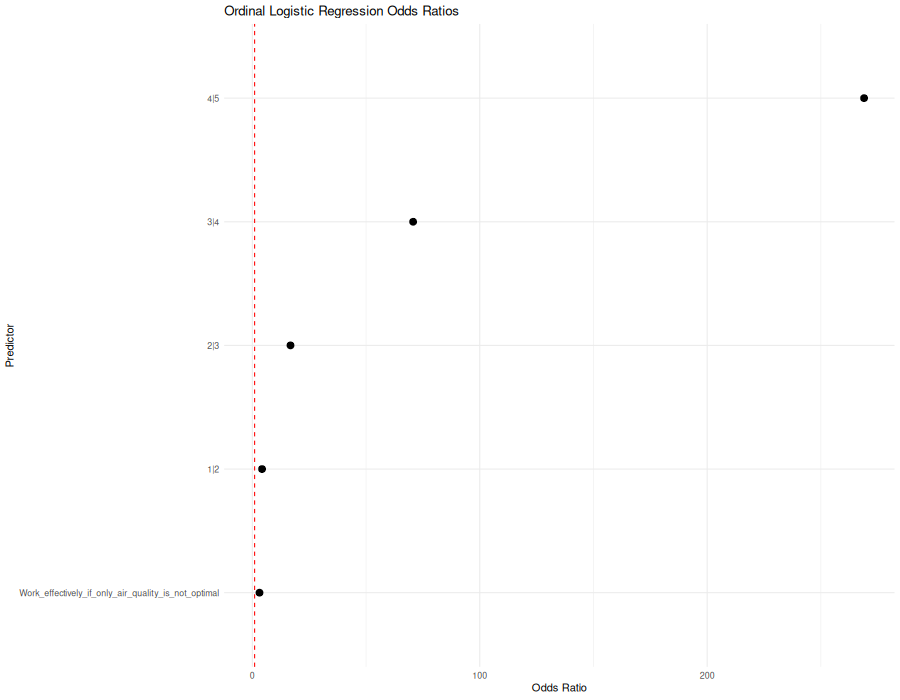 Ordinal Logistic Regression Odds Ratios
4|5
3|4
2|3
1|2
Work_effectively_if_only_air_quality_is_not_optimal
Predictor
0
100
200
Odds Ratio